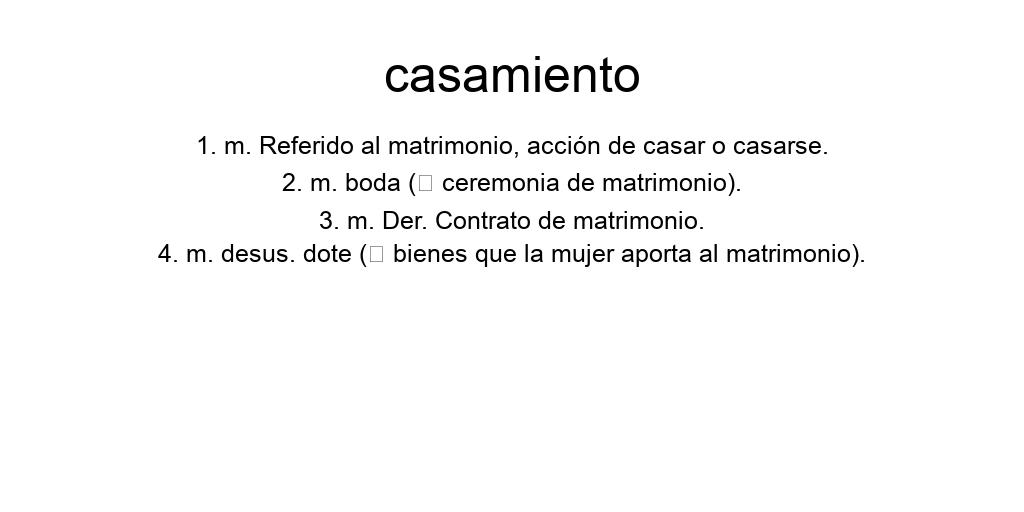 casamiento
1. m. Referido al matrimonio, acción de casar o casarse.
2. m. boda (□ ceremonia de matrimonio).
3. m. Der. Contrato de matrimonio.
4. m. desus. dote (□ bienes que la mujer aporta al matrimonio).